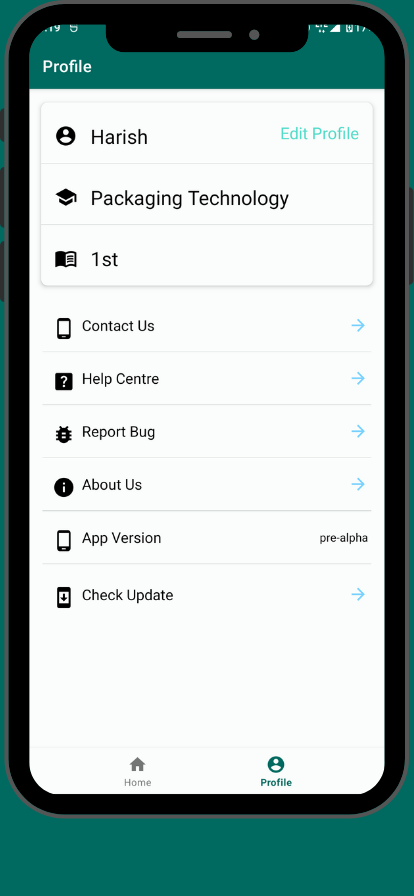 Profile
Harish
Edit Profile
Packaging Technology
1st
Contact Us
Help Centre
Report Bug
About Us
App Version
pre-alpha
Check Update
Home
Profile